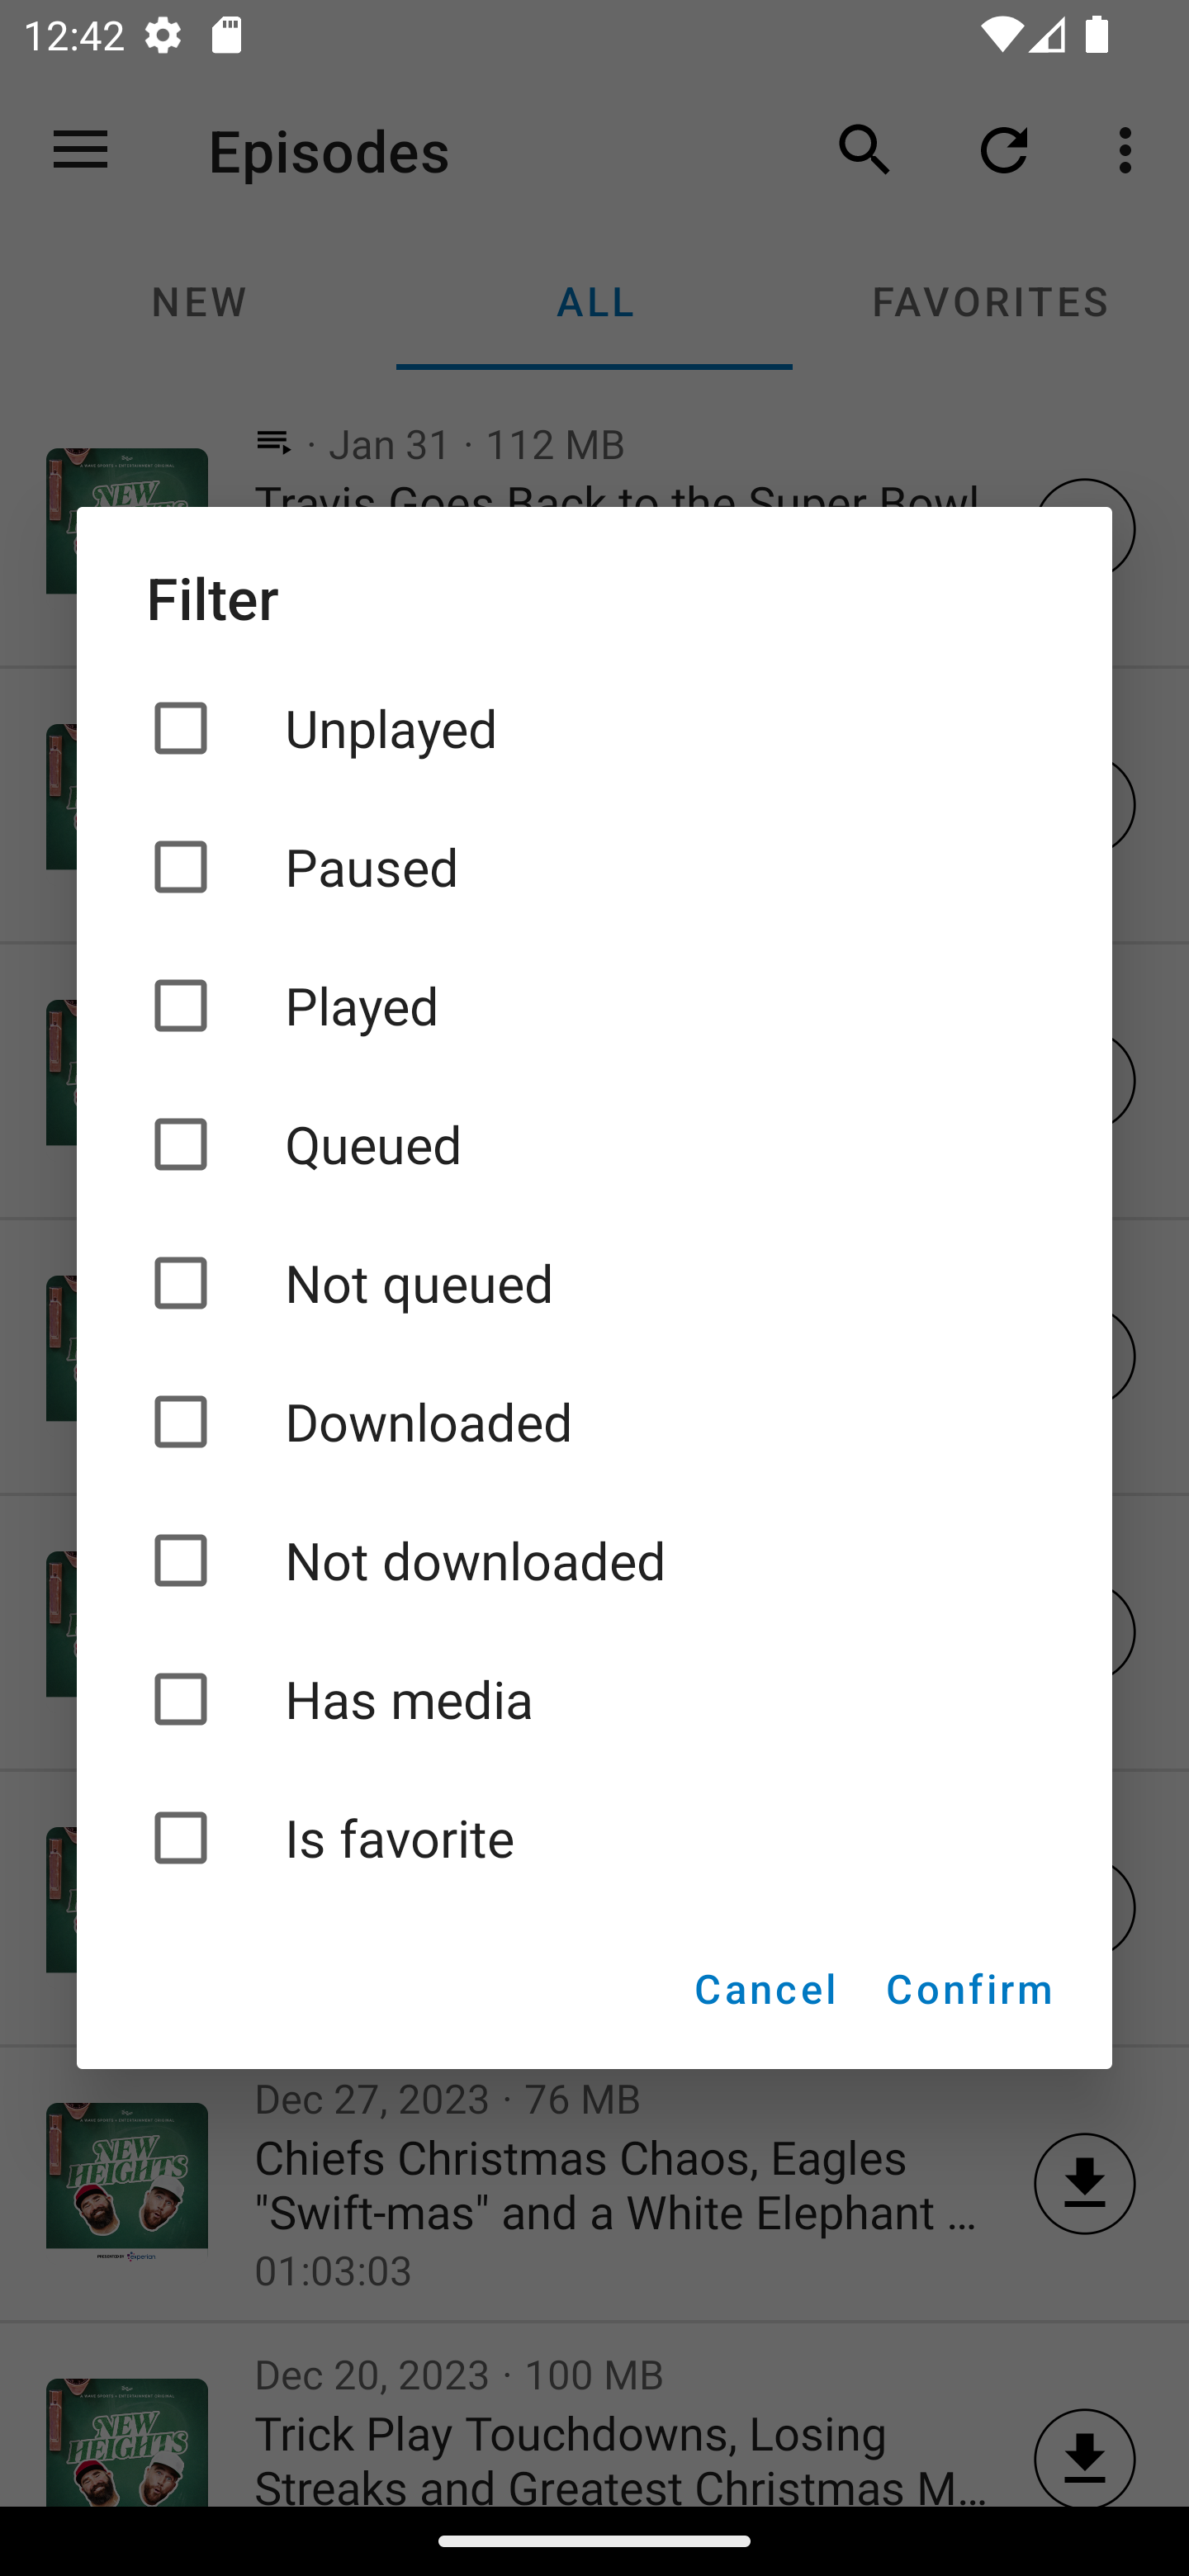 12:42
Episodes
NEW
ALL
FAVORITES
· Jan 31 · 112 MB
Travis Goes Back to the Super Bowl
Filter
Unplayed
Paused
Played
Queued
Not queued
Downloaded
Not downloaded
Has media
Is favorite
Cancel
Confirm
Dec 27, 2023 · 76 MB
NEW
HEIGHTS
Chiefs Christmas Chaos, Eagles
"Swift-mas" and a White Elephant …
01:03:03
Dec 20, 2023 · 100 MB
NEW
HEIGHTS
Trick Play Touchdowns, Losing
Streaks and Greatest Christmas M…